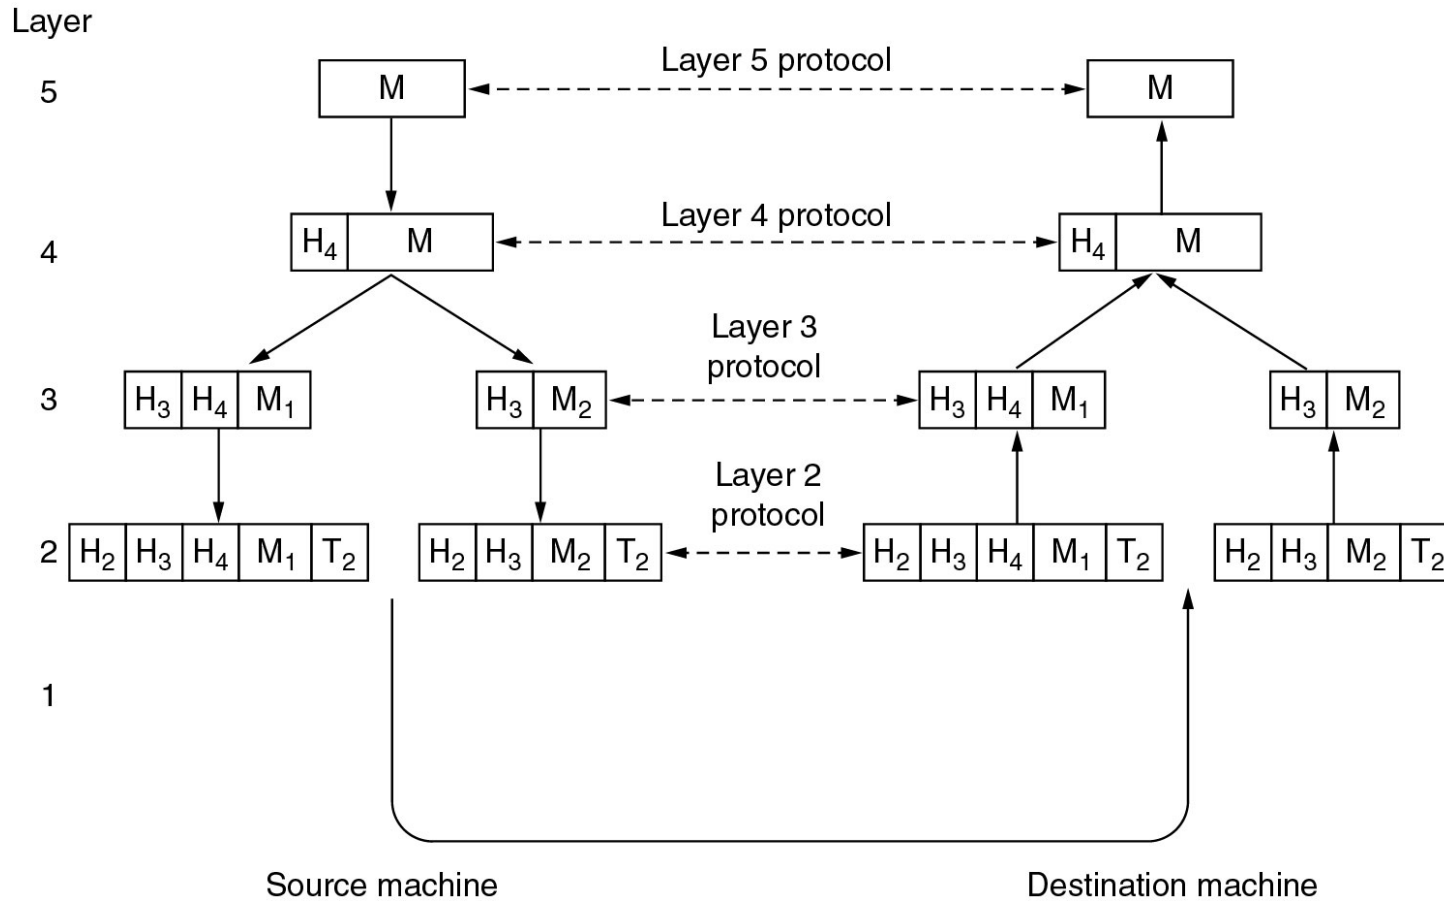 Layer
5 M Layer 5 protocol M
4 H₄ M Layer 4 protocol H₄ M
Layer 3
protocol
3 H₃ H₄ M₁ H₃ M₂ H₃ H₄ M₁ H₃ M₂
Layer 2
protocol
2 H₂ H₃ H₄ M₁ T₂ H₂ H₃ M₂ T₂ H₂ H₃ H₄ M₁ T₂ H₂ H₃ M₂ T₂
1
Source machine Destination machine